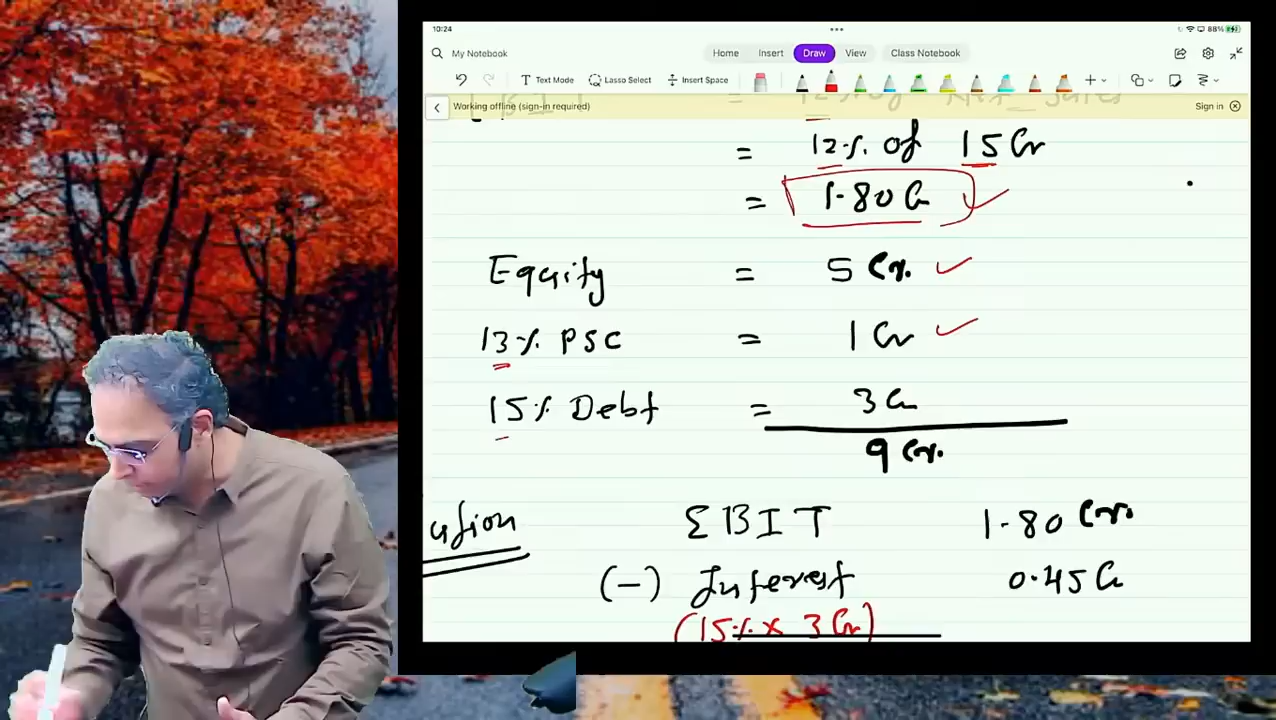 10:24
88%
My Notebook
Home Insert Draw View Class Notebook
Text Mode Lasso Select Insert Space
Working offline (sign-in required) Sign in
= 12% of 15 Cr
= 1.80 Cr
Equity = 5 Cr.
13% PSC = 1 Cr
15% Debt = 3 Cr
9 Cr.
EBIT 1.80 Cr.
(-) Interest 0.45 Cr
(15% x 3 Cr)